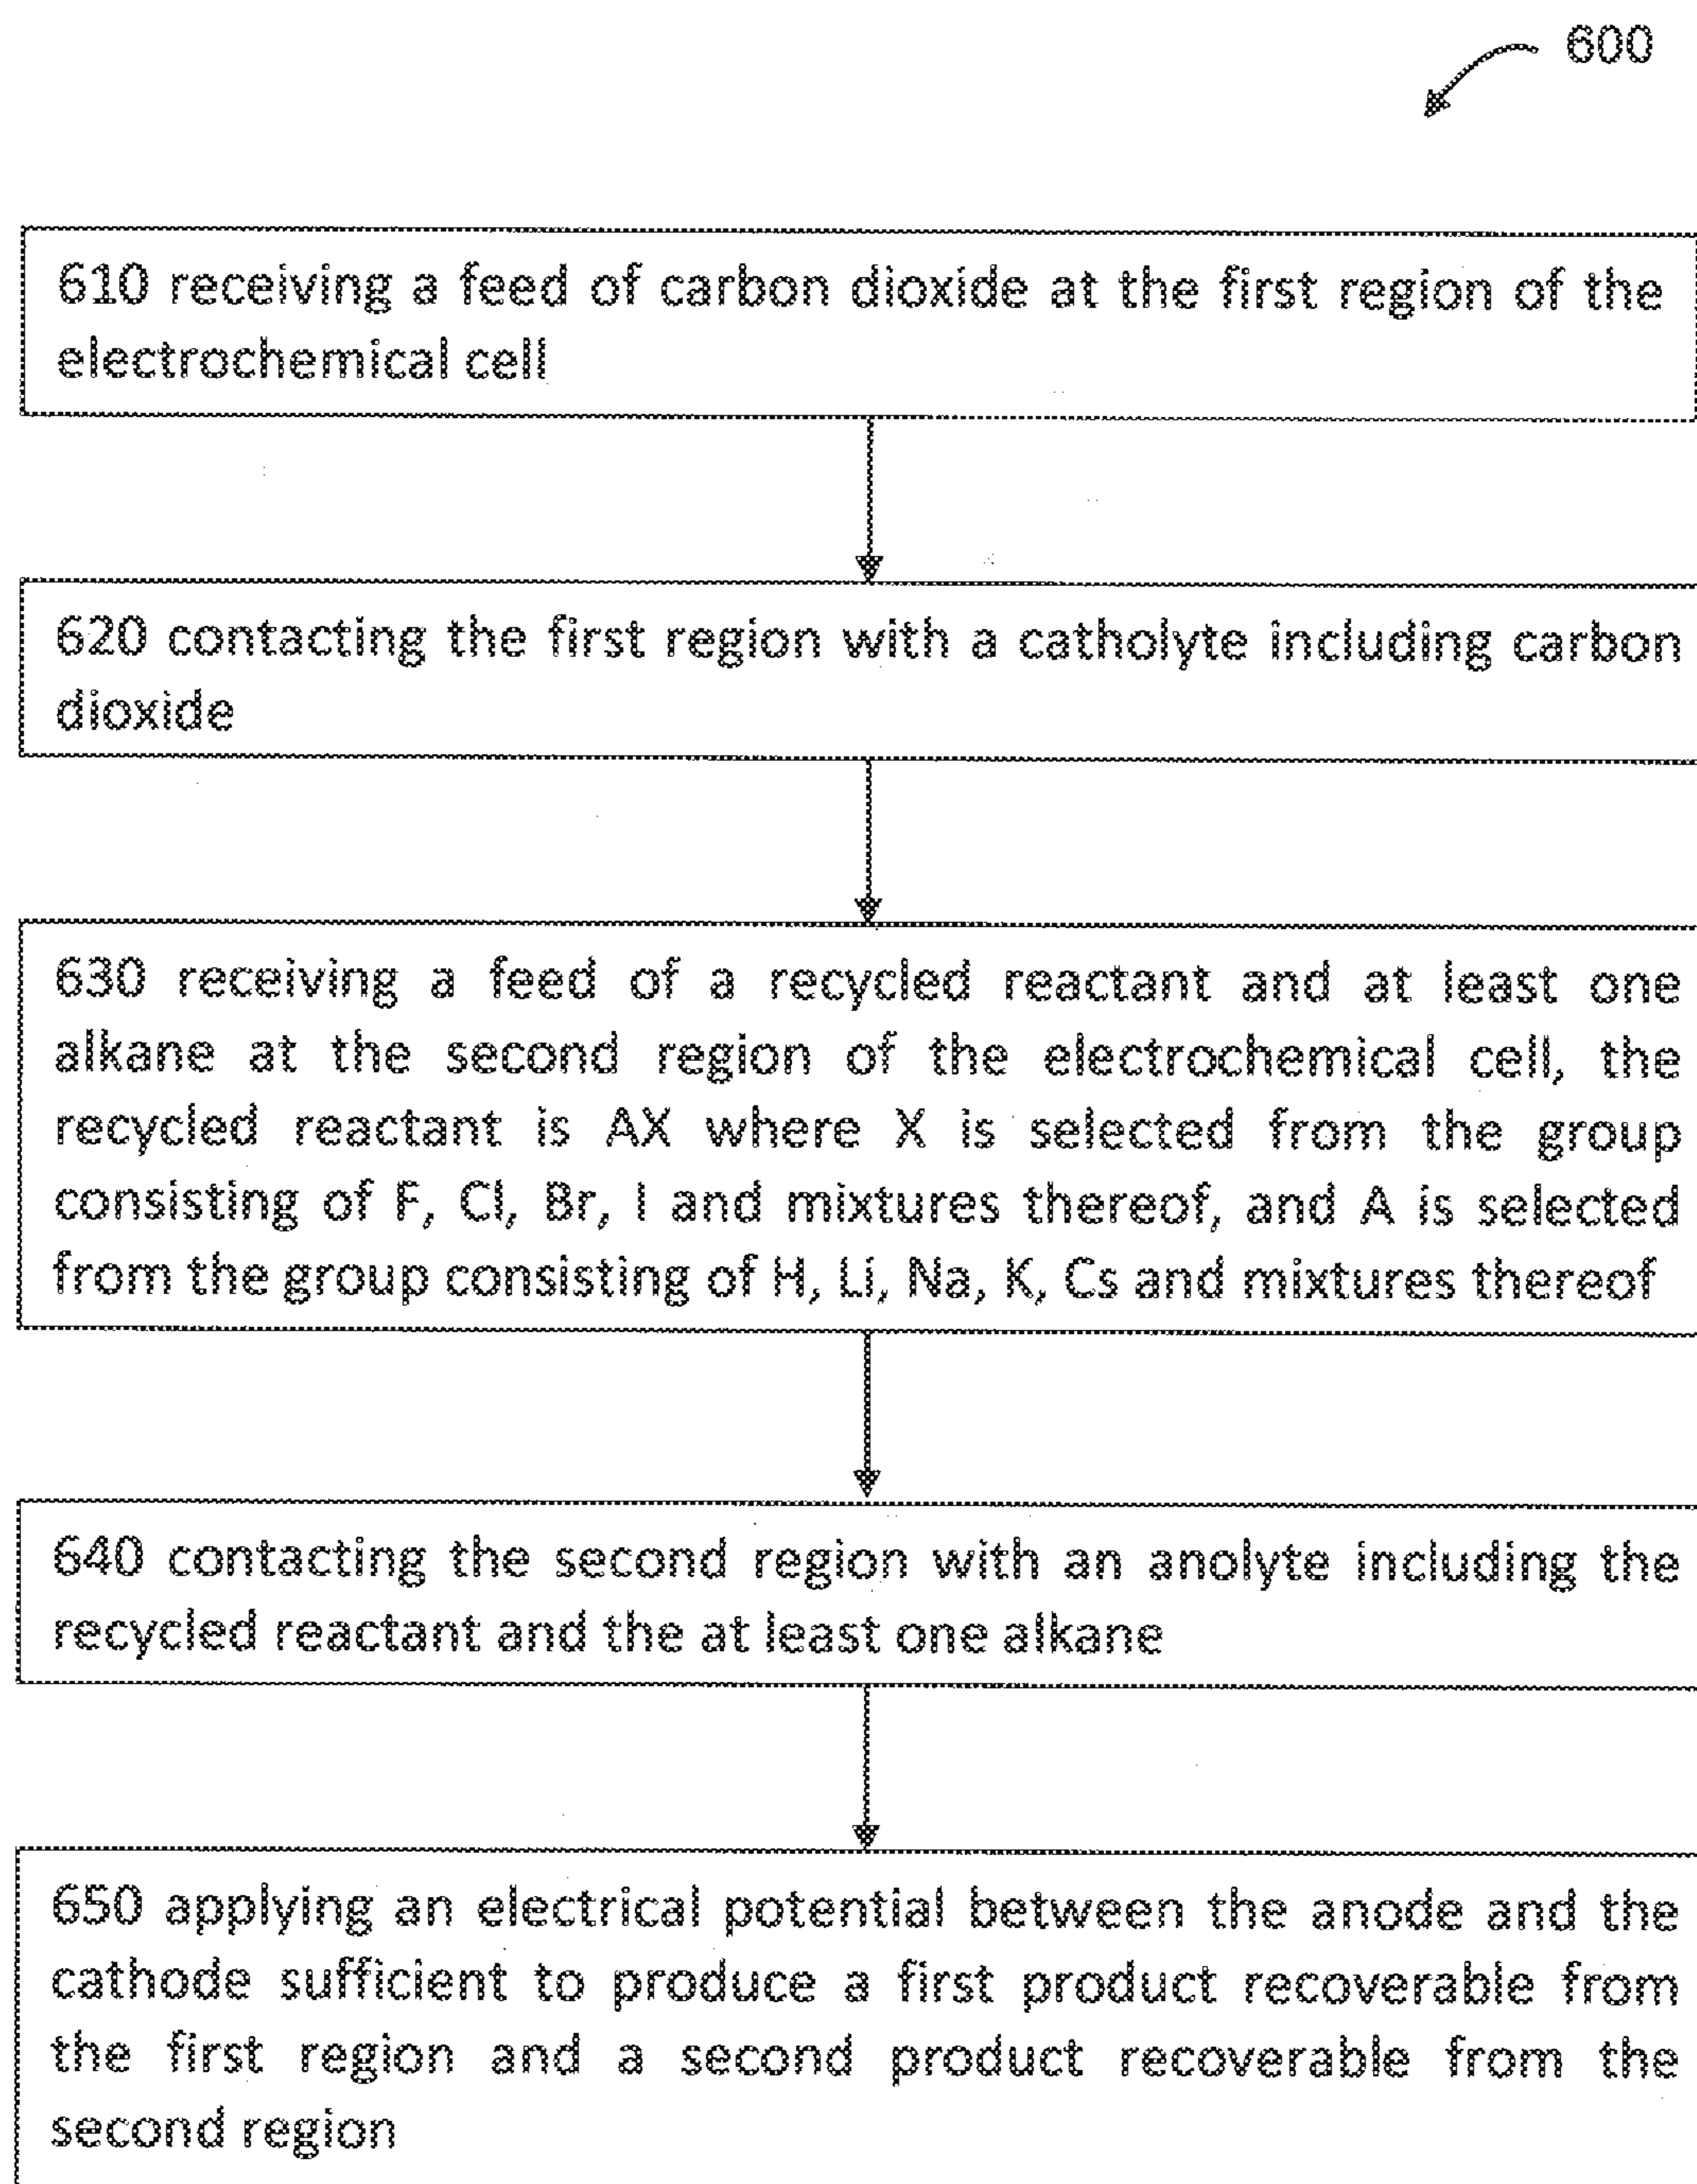 600
610 receiving a feed of carbon dioxide at the first region of the
electrochemical cell
620 contacting the first region with a catholyte including carbon
dioxide
630 receiving a feed of a recycled reactant and at least one
alkane at the second region of the electrochemical cell, the
recycled reactant is AX where X is selected from the group
consisting of F, Cl, Br, I and mixtures thereof, and A is selected
from the group consisting of H, Li, Na, K, Cs and mixtures thereof
640 contacting the second region with an anolyte including the
recycled reactant and the at least one alkane
650 applying an electrical potential between the anode and the
cathode sufficient to produce a first product recoverable from
the first region and a second product recoverable from the
second region